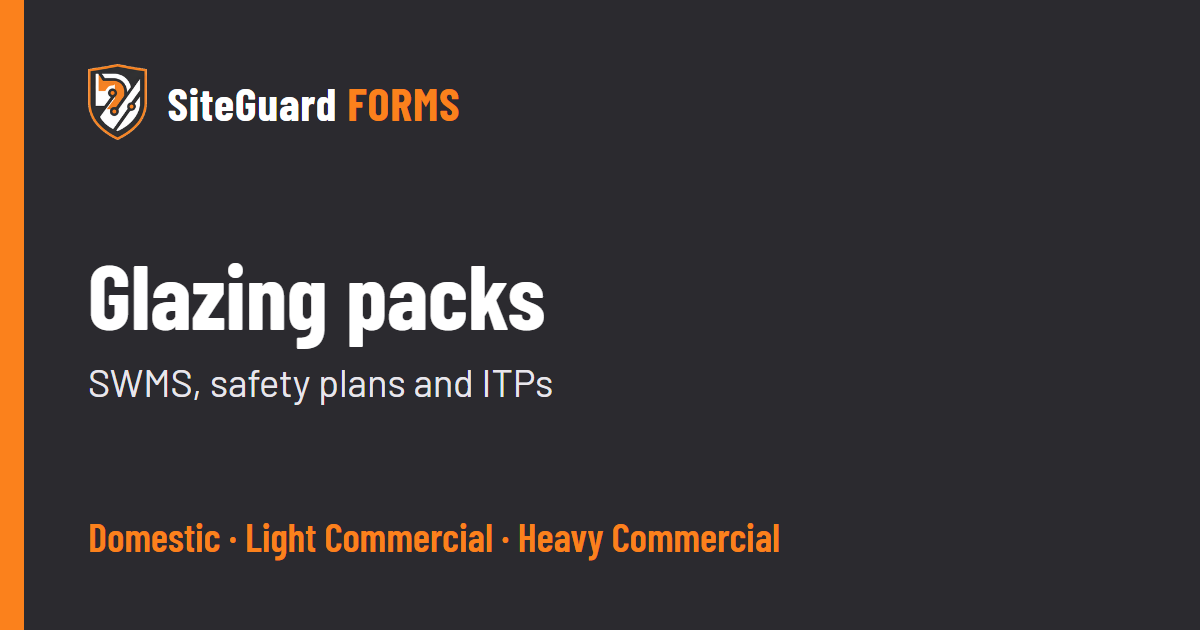 SiteGuard FORMS
Glazing packs
SWMS, safety plans and ITPs
Domestic · Light Commercial · Heavy Commercial